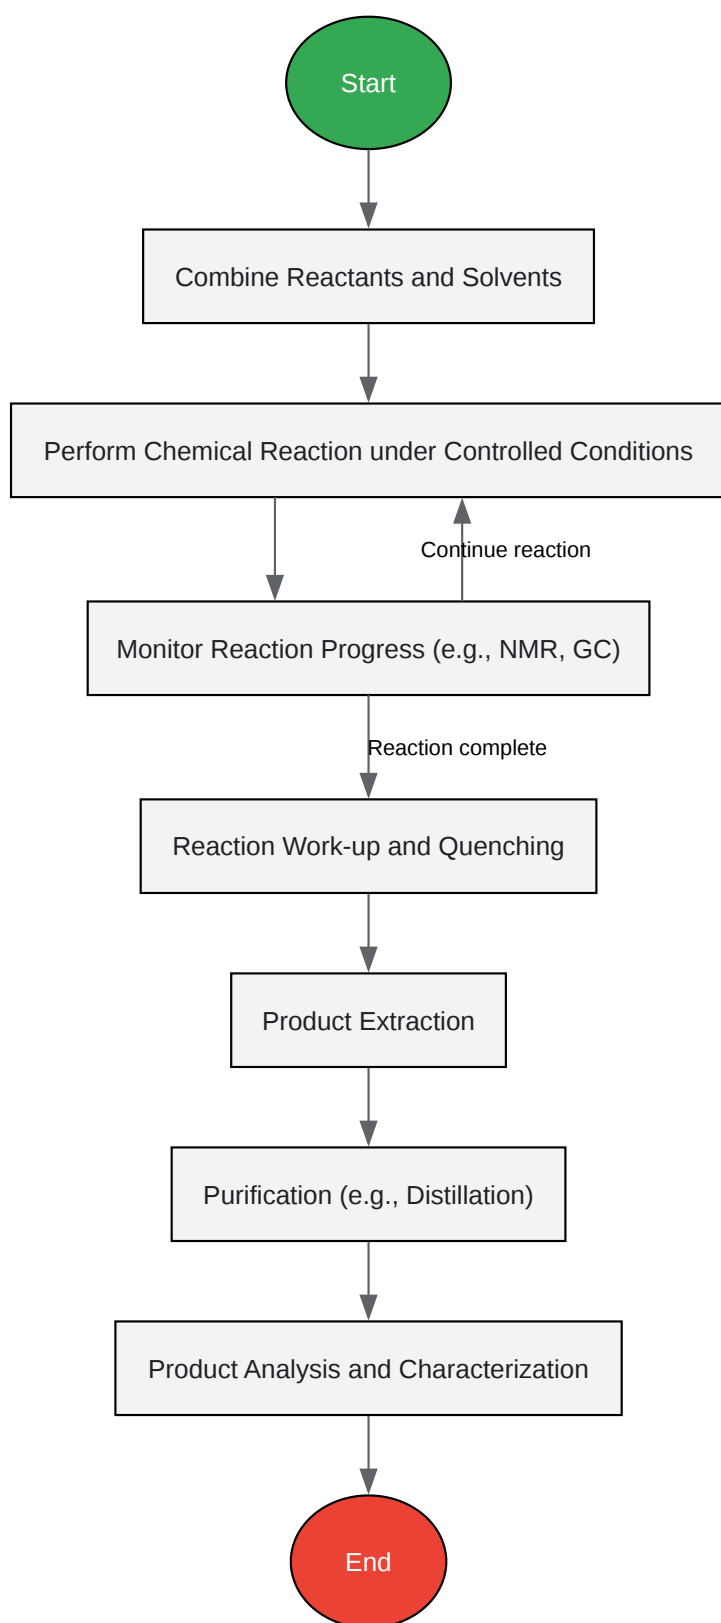 Start
Combine Reactants and Solvents
Perform Chemical Reaction under Controlled Conditions
Continue reaction
Monitor Reaction Progress (e.g., NMR, GC)
Reaction complete
Reaction Work-up and Quenching
Product Extraction
Purification (e.g., Distillation)
Product Analysis and Characterization
End